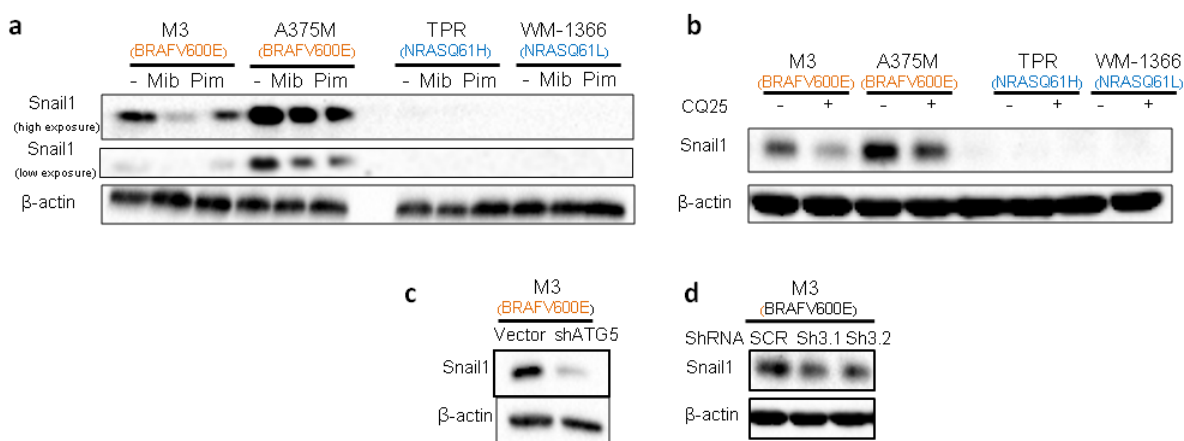 a
M3 A375M TPR WM-1366
(BRAFV600E) (BRAFV600E) (NRASQ61H) (NRASQ61L)
- Mib Pim - Mib Pim - Mib Pim - Mib Pim
Snail1
(high exposure)
Snail1
(low exposure)
β-actin
b
M3 A375M TPR WM-1366
(BRAFV600E) (BRAFV600E) (NRASQ61H) (NRASQ61L)
CQ25 - + - + - + - +
Snail1
β-actin
c
M3
(BRAFV600E)
Vector shATG5
Snail1
β-actin
d
M3
(BRAFV600E)
ShRNA SCR Sh3.1 Sh3.2
Snail1
β-actin